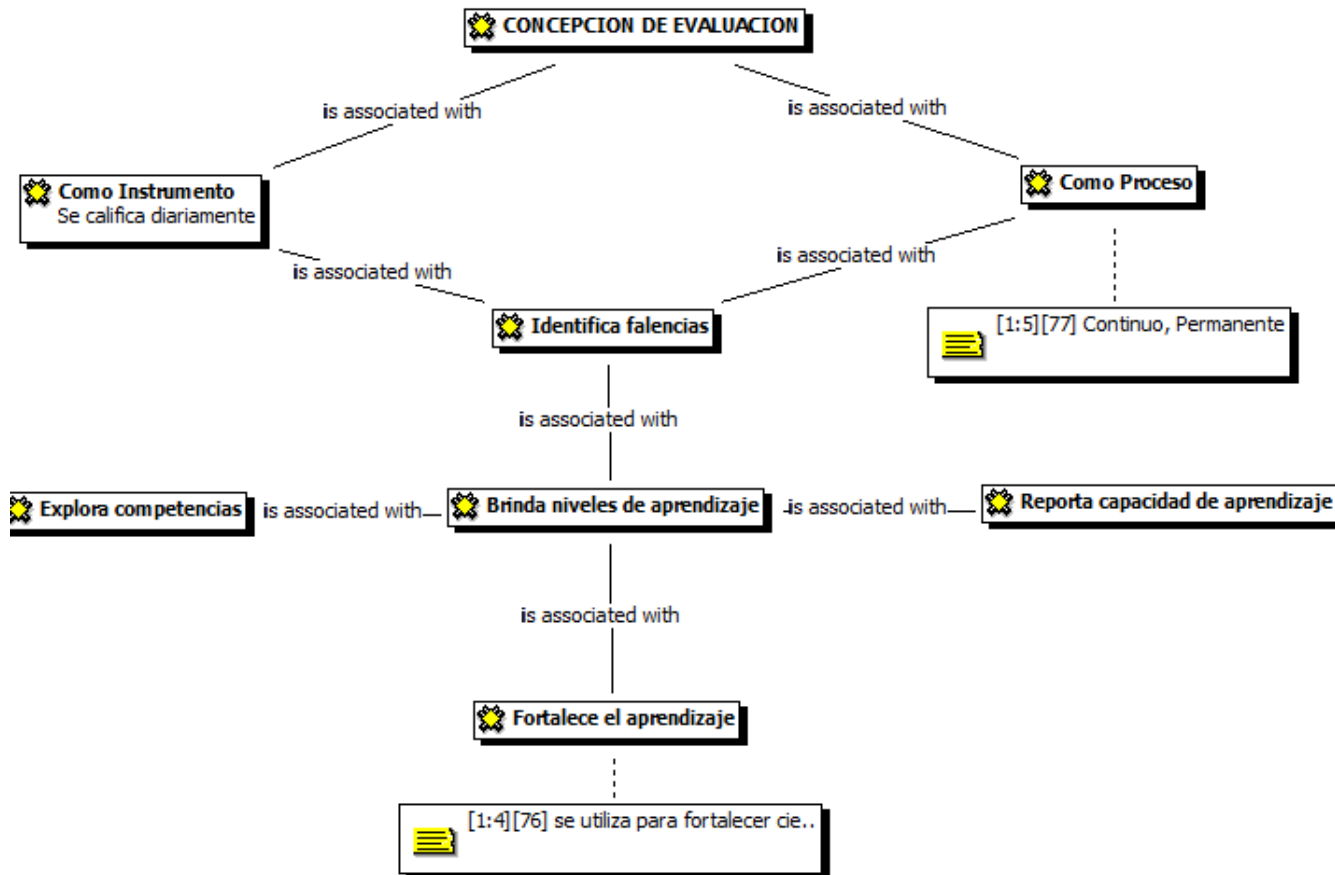 CONCEPCION DE EVALUACION
is associated with
is associated with
Como Instrumento
Se califica diariamente
Como Proceso
is associated with
is associated with
Identifica falencias
[1:5][77] Continuo, Permanente
is associated with
Explora competencias
is associated with
Brinda niveles de aprendizaje
is associated with
Reporta capacidad de aprendizaje
is associated with
Fortalece el aprendizaje
[1:4][76] se utiliza para fortalecer cie..